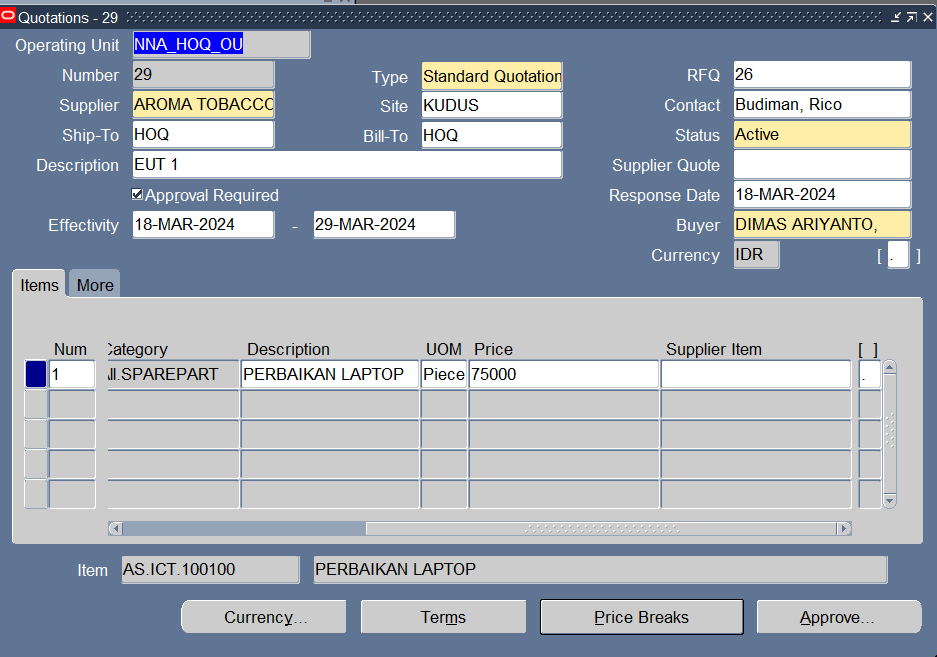 Quotations - 29
Operating Unit NNA_HOQ_OU
Number 29 Type Standard Quotation RFQ 26
Supplier AROMA TOBACCO Site KUDUS Contact Budiman, Rico
Ship-To HOQ Bill-To HOQ Status Active
Description EUT 1 Supplier Quote
Approval Required Response Date 18-MAR-2024
Effectivity 18-MAR-2024 - 29-MAR-2024 Buyer DIMAS ARIYANTO,
Currency IDR [ . ]
Items More
Num Category Description UOM Price Supplier Item [ ]
1 AII.SPAREPART PERBAIKAN LAPTOP Piece 75000 .
Item AS.ICT.100100 PERBAIKAN LAPTOP
Currency... Terms Price Breaks Approve...